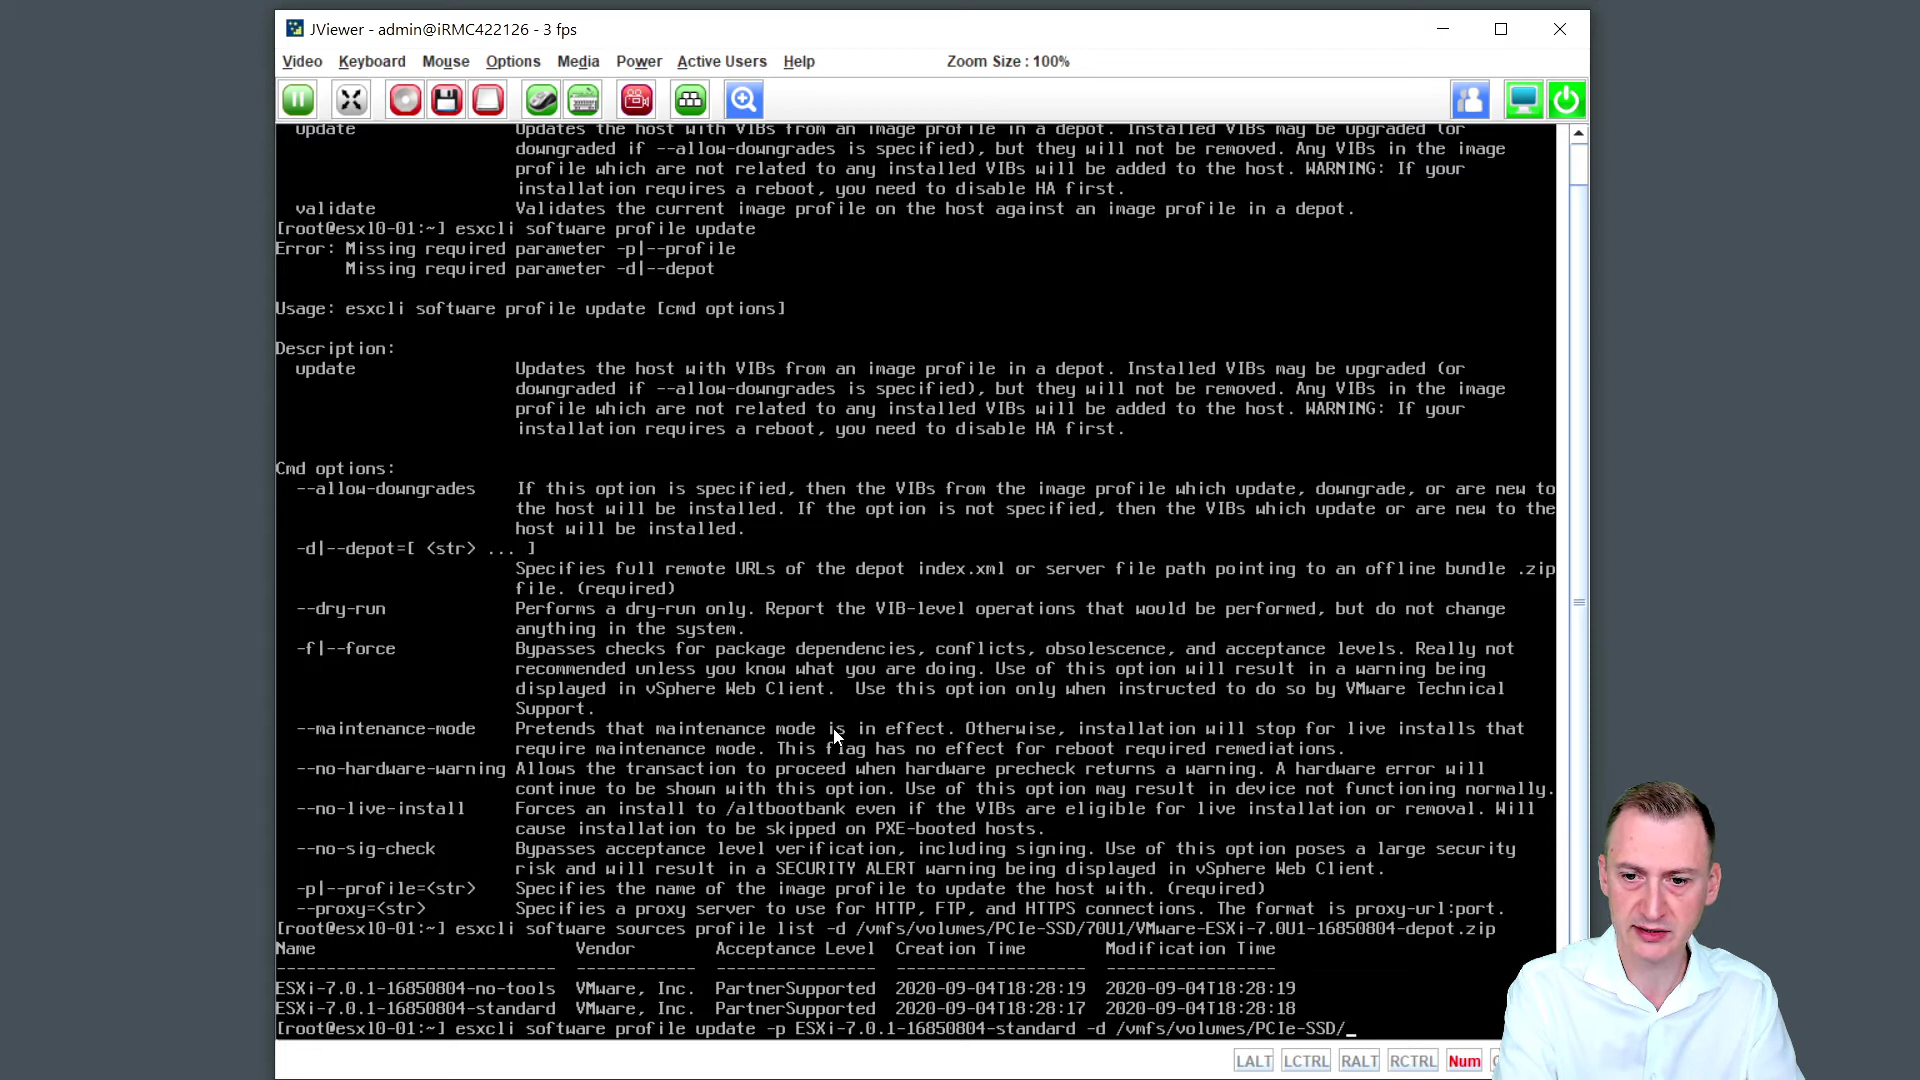 JViewer - admin@iRMC422126 - 3 fps
Video Keyboard Mouse Options Media Power Active Users Help Zoom Size : 100%
update Updates the host with VIBs from an image profile in a depot. Installed VIBs may be upgraded (or
downgraded if --allow-downgrades is specified), but they will not be removed. Any VIBs in the image
profile which are not related to any installed VIBs will be added to the host. WARNING: If your
installation requires a reboot, you need to disable HA first.
validate Validates the current image profile on the host against an image profile in a depot.
[root@esx10-01:~] esxcli software profile update
Error: Missing required parameter -p|--profile
Missing required parameter -d|--depot
Usage: esxcli software profile update [cmd options]
Description:
update Updates the host with VIBs from an image profile in a depot. Installed VIBs may be upgraded (or
downgraded if --allow-downgrades is specified), but they will not be removed. Any VIBs in the image
profile which are not related to any installed VIBs will be added to the host. WARNING: If your
installation requires a reboot, you need to disable HA first.
Cmd options:
--allow-downgrades If this option is specified, then the VIBs from the image profile which update, downgrade, or are new to
the host will be installed. If the option is not specified, then the VIBs which update or are new to the
host will be installed.
-d|--depot=[ <str> ... ]
Specifies full remote URLs of the depot index.xml or server file path pointing to an offline bundle .zip
file. (required)
--dry-run Performs a dry-run only. Report the VIB-level operations that would be performed, but do not change
anything in the system.
-f|--force Bypasses checks for package dependencies, conflicts, obsolescence, and acceptance levels. Really not
recommended unless you know what you are doing. Use of this option will result in a warning being
displayed in vSphere Web Client. Use this option only when instructed to do so by VMware Technical
Support.
--maintenance-mode Pretends that maintenance mode is in effect. Otherwise, installation will stop for live installs that
require maintenance mode. This flag has no effect for reboot required remediations.
--no-hardware-warning Allows the transaction to proceed when hardware precheck returns a warning. A hardware error will
continue to be shown with this option. Use of this option may result in device not functioning normally.
--no-live-install Forces an install to /altbootbank even if the VIBs are eligible for live installation or removal. Will
cause installation to be skipped on PXE-booted hosts.
--no-sig-check Bypasses acceptance level verification, including signing. Use of this option poses a large security
risk and will result in a SECURITY ALERT warning being displayed in vSphere Web Client.
-p|--profile=<str> Specifies the name of the image profile to update the host with. (required)
--proxy=<str> Specifies a proxy server to use for HTTP, FTP, and HTTPS connections. The format is proxy-url:port.
[root@esx10-01:~] esxcli software sources profile list -d /vmfs/volumes/PCIe-SSD/70U1/VMware-ESXi-7.0U1-16850804-depot.zip
Name Vendor Acceptance Level Creation Time Modification Time
---------------------------- ------------ ---------------- ------------------- -----------------
ESXi-7.0.1-16850804-no-tools VMware, Inc. PartnerSupported 2020-09-04T18:28:19 2020-09-04T18:28:19
ESXi-7.0.1-16850804-standard VMware, Inc. PartnerSupported 2020-09-04T18:28:17 2020-09-04T18:28:18
[root@esx10-01:~] esxcli software profile update -p ESXi-7.0.1-16850804-standard -d /vmfs/volumes/PCIe-SSD/_
LALT LCTRL RALT RCTRL Num